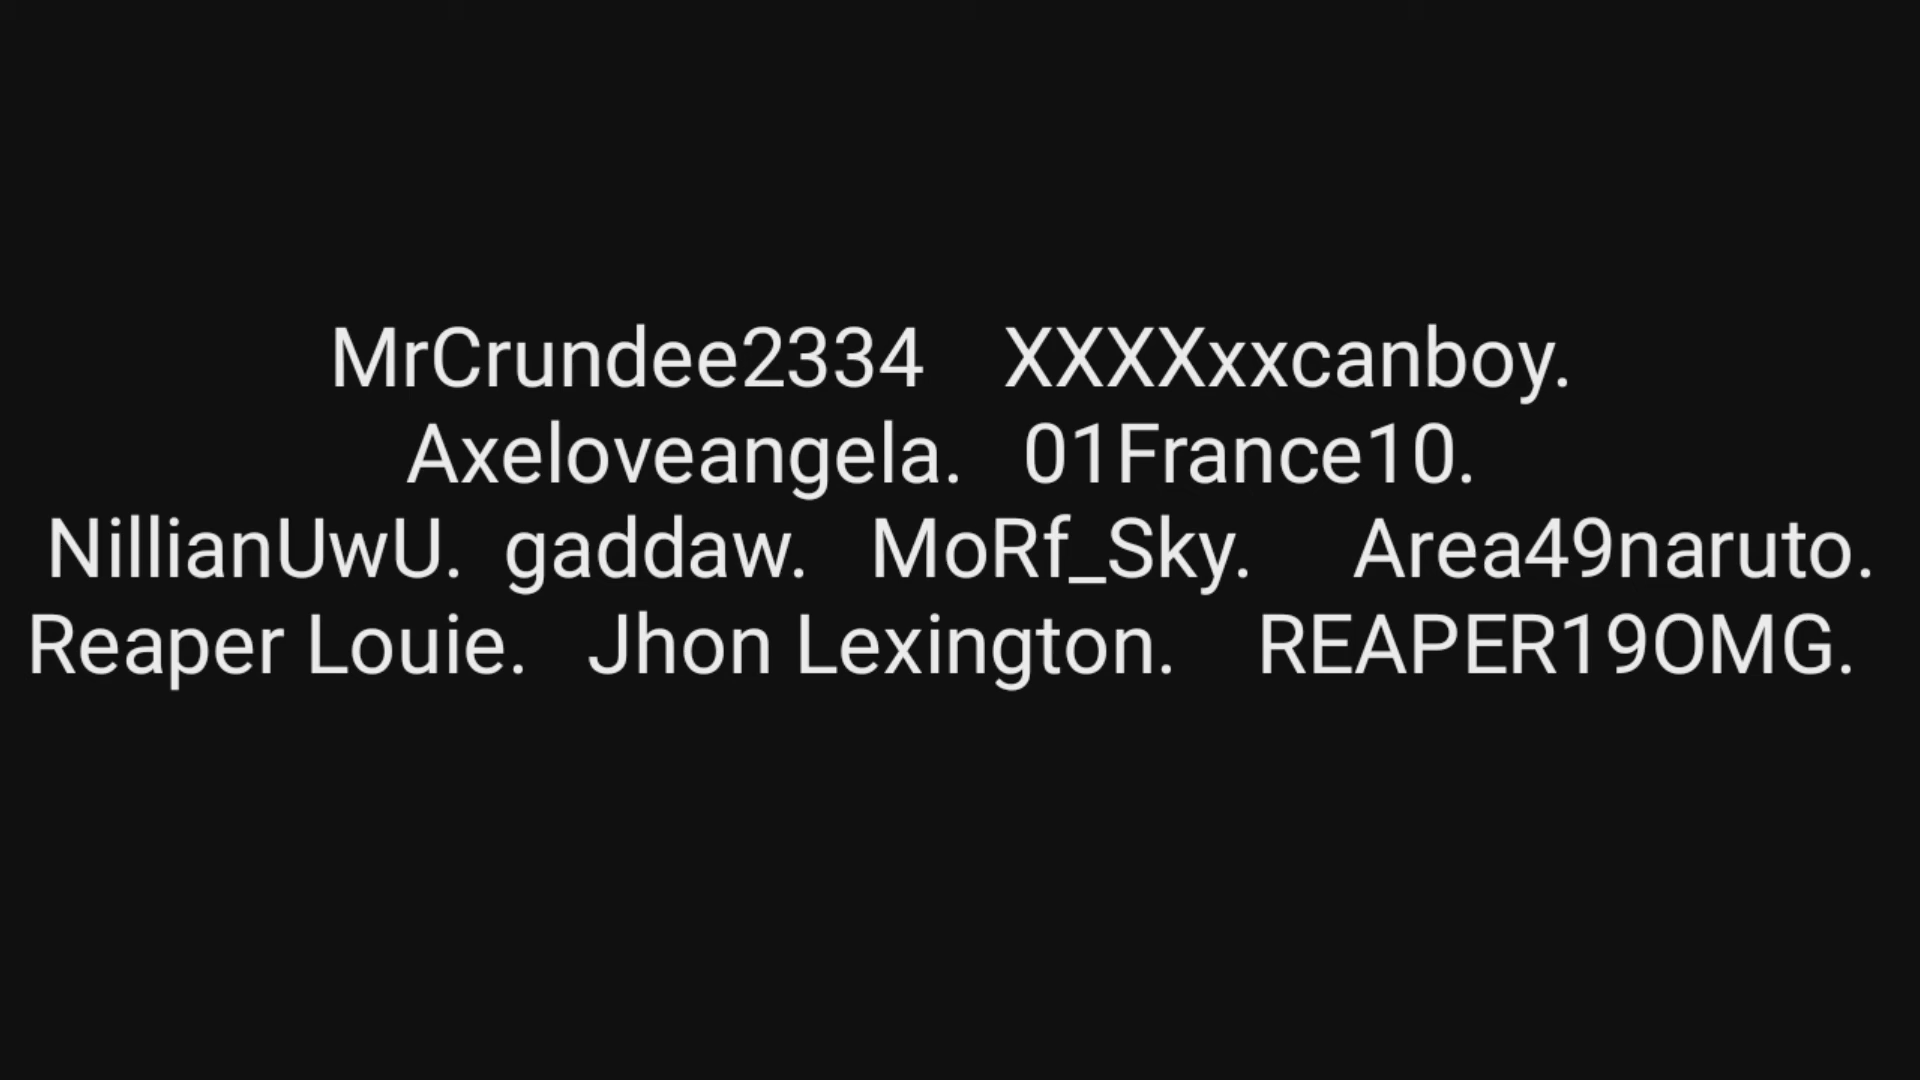 MrCrundee2334 XXXXxxcanboy.
Axeloveangela. 01France10.
NillianUwU. gaddaw. MoRf_Sky. Area49naruto.
Reaper Louie. Jhon Lexington. REAPER19OMG.